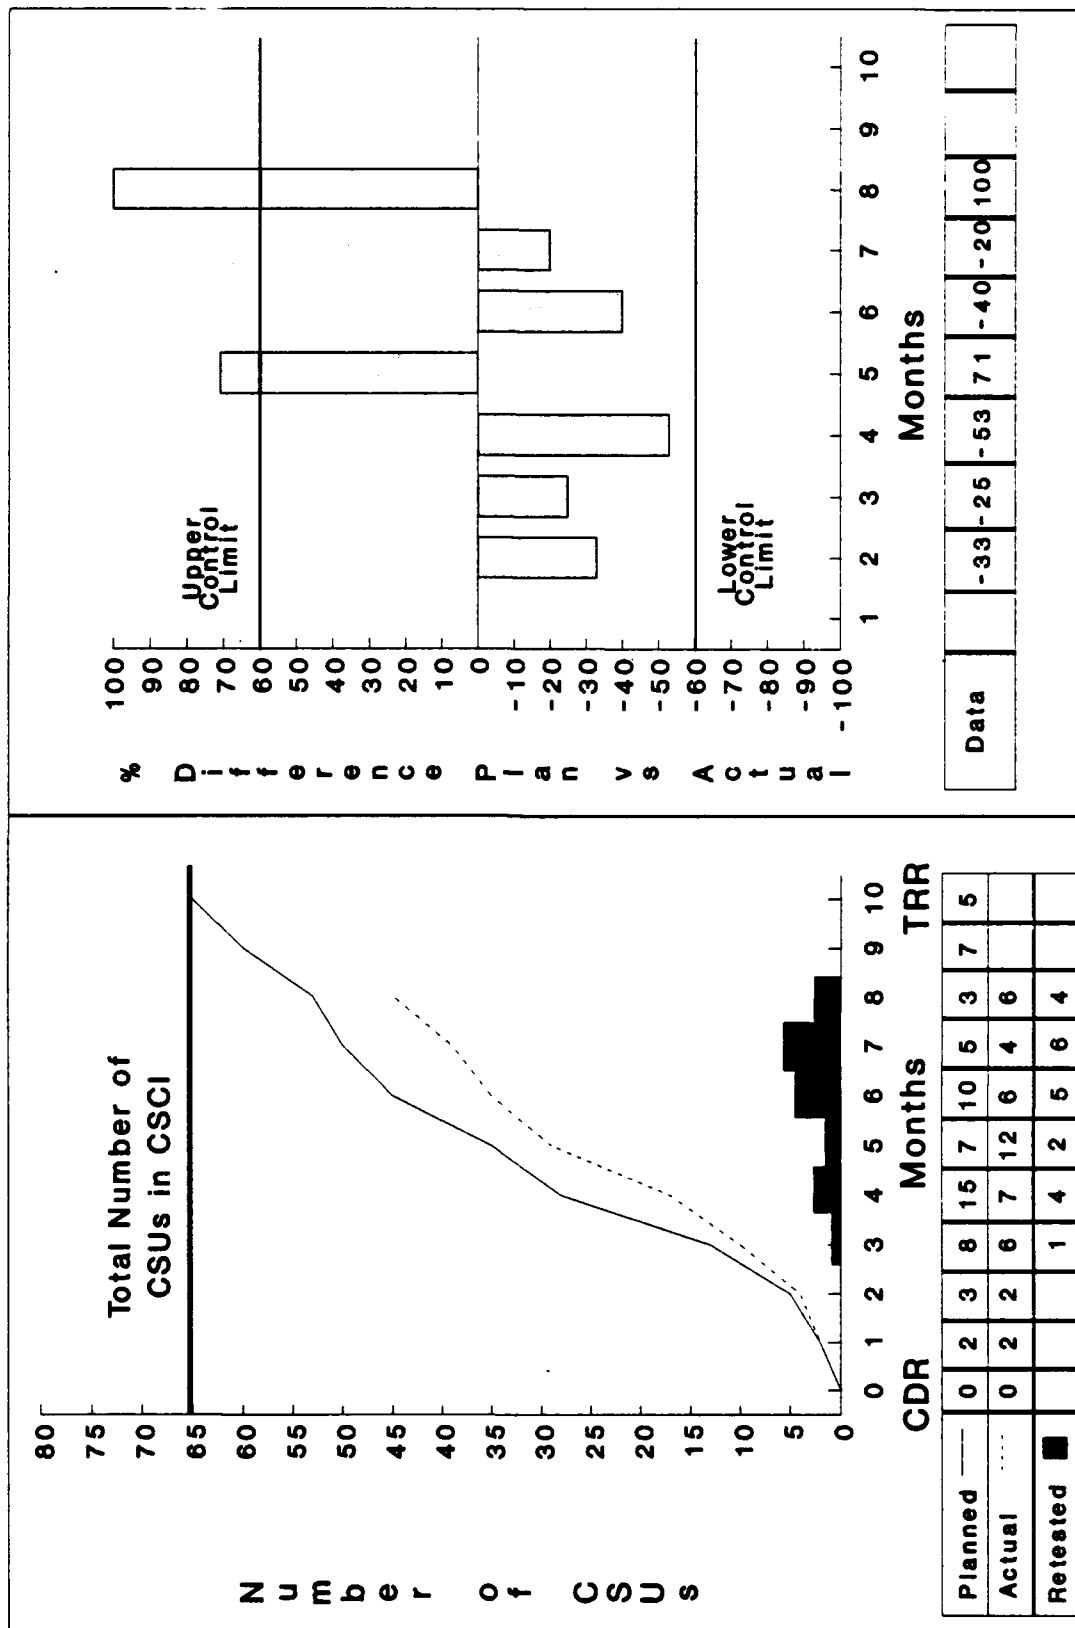 Total Number of
CSUs in CSCI
Number of CSUs
80
75
70
65
60
55
50
45
40
35
30
25
20
15
10
5
0
0 1 2 3 4 5 6 7 8 9 10
CDR Months TRR
Planned 0 2 3 8 15 7 10 5 3 7 5
Actual 0 2 2 6 7 12 6 4 6
Retested 1 4 2 5 6 4
% Difference Plan vs Actual
100
90
80
70
60
50
40
30
20
10
0
-10
-20
-30
-40
-50
-60
-70
-80
-90
-100
Upper
Control
Limit
Lower
Control
Limit
1 2 3 4 5 6 7 8 9 10
Months
Data -33 -25 -53 71 -40 -20 100